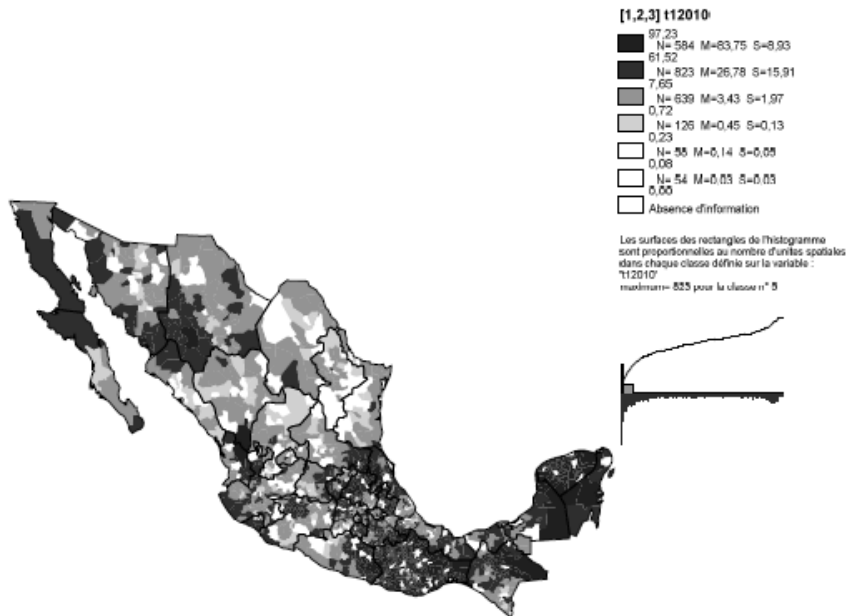 [1,2,3] t12010
97,23
N= 584 M=83,75 S=8,93
61,52
N= 823 M=26,78 S=15,91
7,65
N= 639 M=3,43 S=1,97
0,72
N= 126 M=0,45 S=0,13
0,23
N= 58 M=0,14 S=0,05
0,08
N= 54 M=0,03 S=0,03
Absence d'information
Les surfaces des rectangles de l'histogramme
sont proportionnelles au nombre d'unites spatiales
dans chaque classe définie sur la variable :
't12010'
maximum= 823 pour la classe n° 5